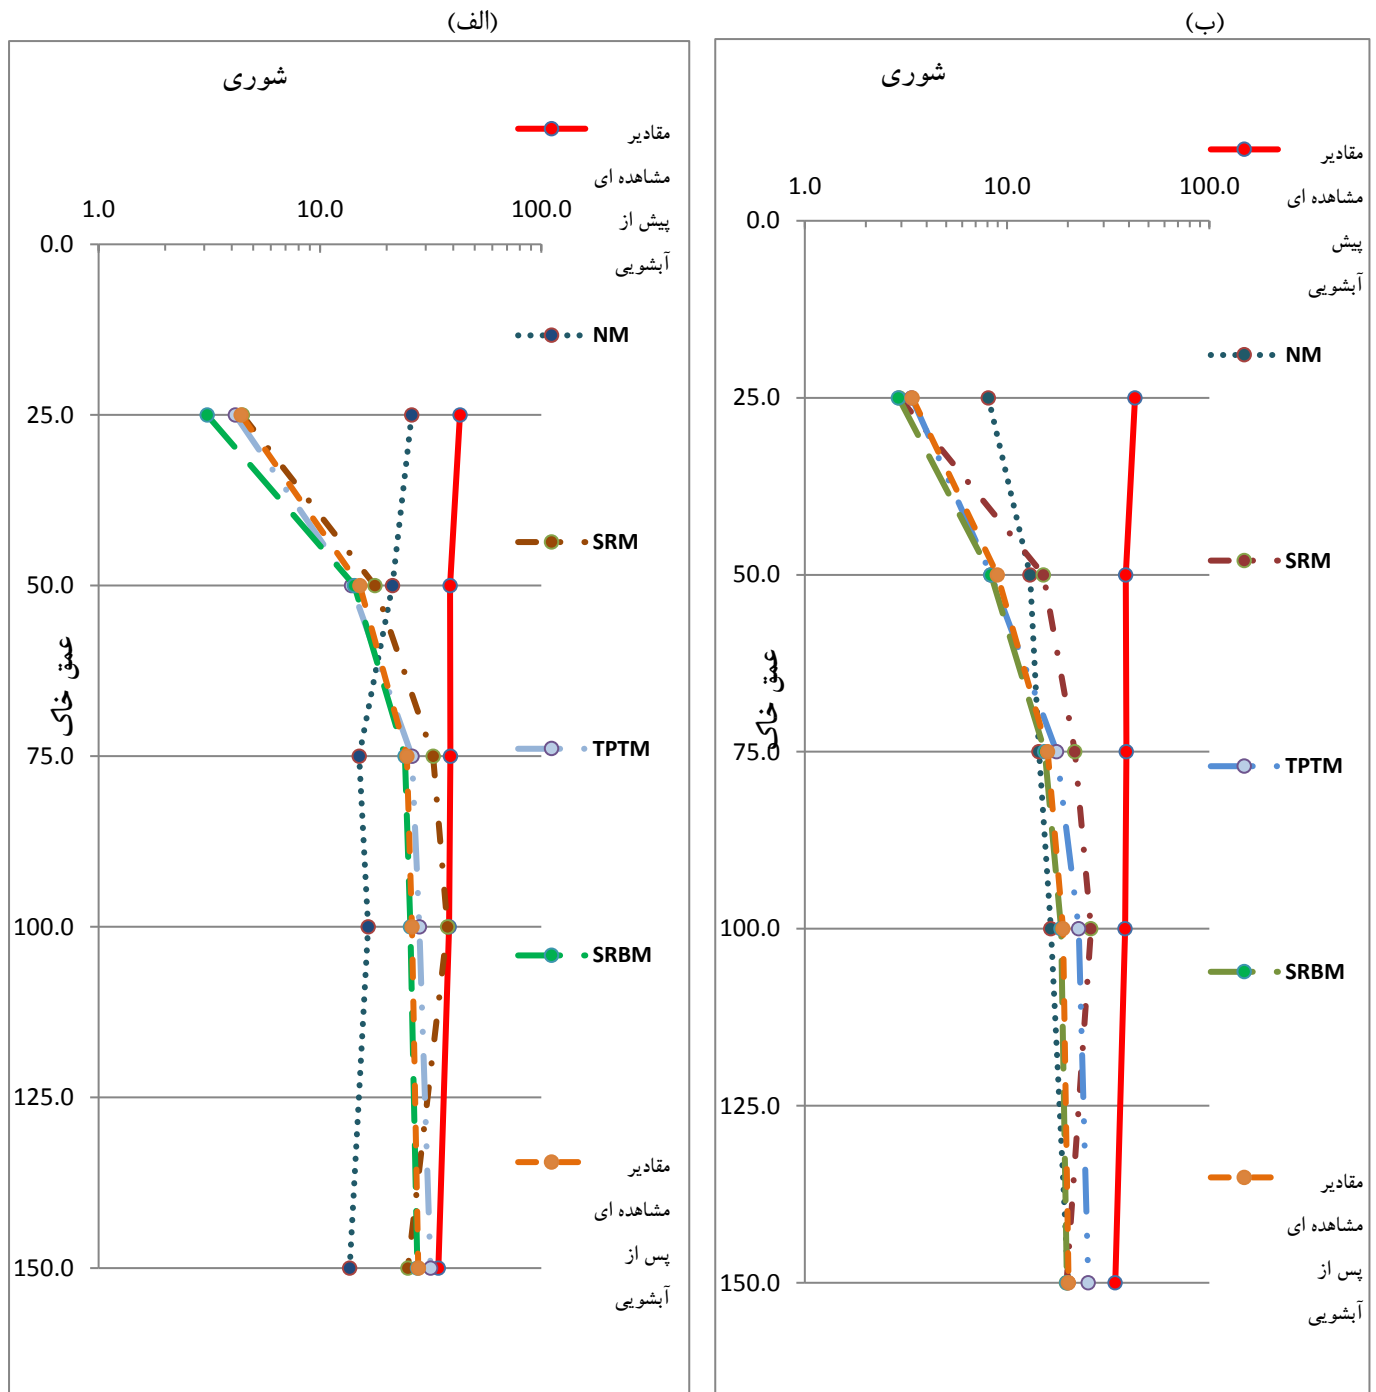 (الف)
شوری
مقادیر
مشاهده ای
پیش از
آبشویی
1.0 10.0 100.0
0.0
25.0
50.0
75.0
100.0
125.0
150.0
عمق خاک
NM
SRM
TPTM
SRBM
مقادیر
مشاهده ای
پس از
آبشویی
(ب)
شوری
مقادیر
مشاهده ای
پیش
آبشویی
1.0 10.0 100.0
0.0
25.0
50.0
75.0
100.0
125.0
150.0
عمق خاک
NM
SRM
TPTM
SRBM
مقادیر
مشاهده ای
پس از
آبشویی